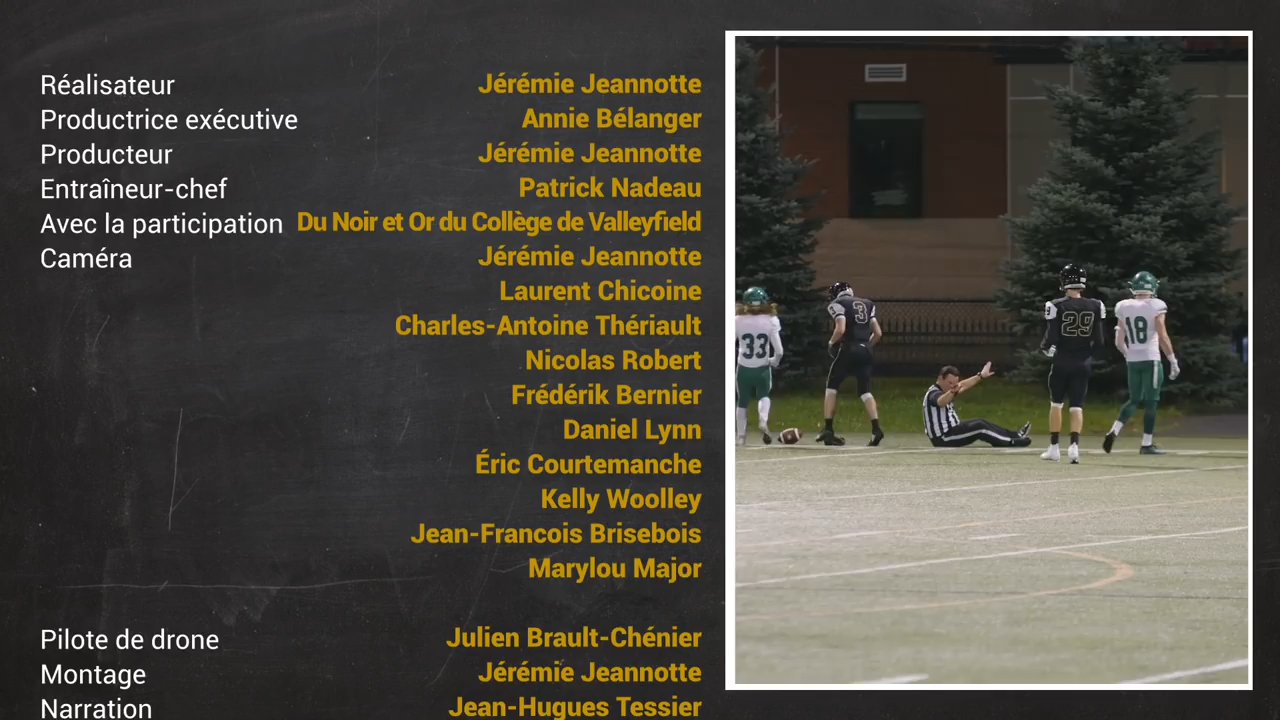 Réalisateur Jérémie Jeannotte
Productrice exécutive Annie Bélanger
Producteur Jérémie Jeannotte
Entraîneur-chef Patrick Nadeau
Avec la participation Du Noir et Or du Collège de Valleyfield
Caméra Jérémie Jeannotte
Laurent Chicoine
Charles-Antoine Thériault
Nicolas Robert
Frédérik Bernier
Daniel Lynn
Éric Courtemanche
Kelly Woolley
Jean-Francois Brisebois
Marylou Major
Pilote de drone Julien Brault-Chénier
Montage Jérémie Jeannotte
Narration Jean-Hugues Tessier
33
3
29
18